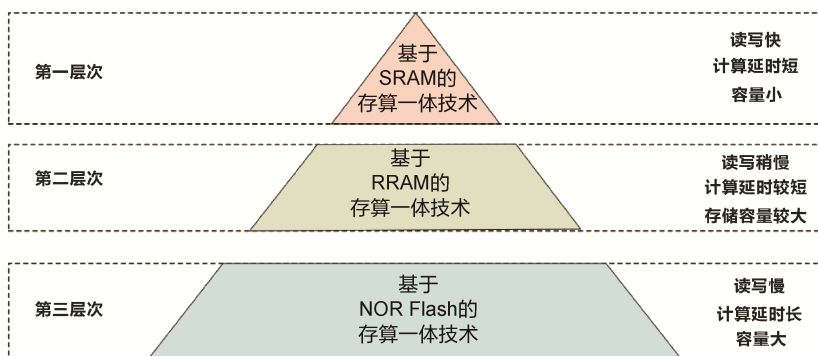 第一层次
基于
SRAM的
存算一体技术
读写快
计算延时短
容量小
第二层次
基于
RRAM的
存算一体技术
读写稍慢
计算延时较短
存储容量较大
第三层次
基于
NOR Flash的
存算一体技术
读写慢
计算延时长
容量大